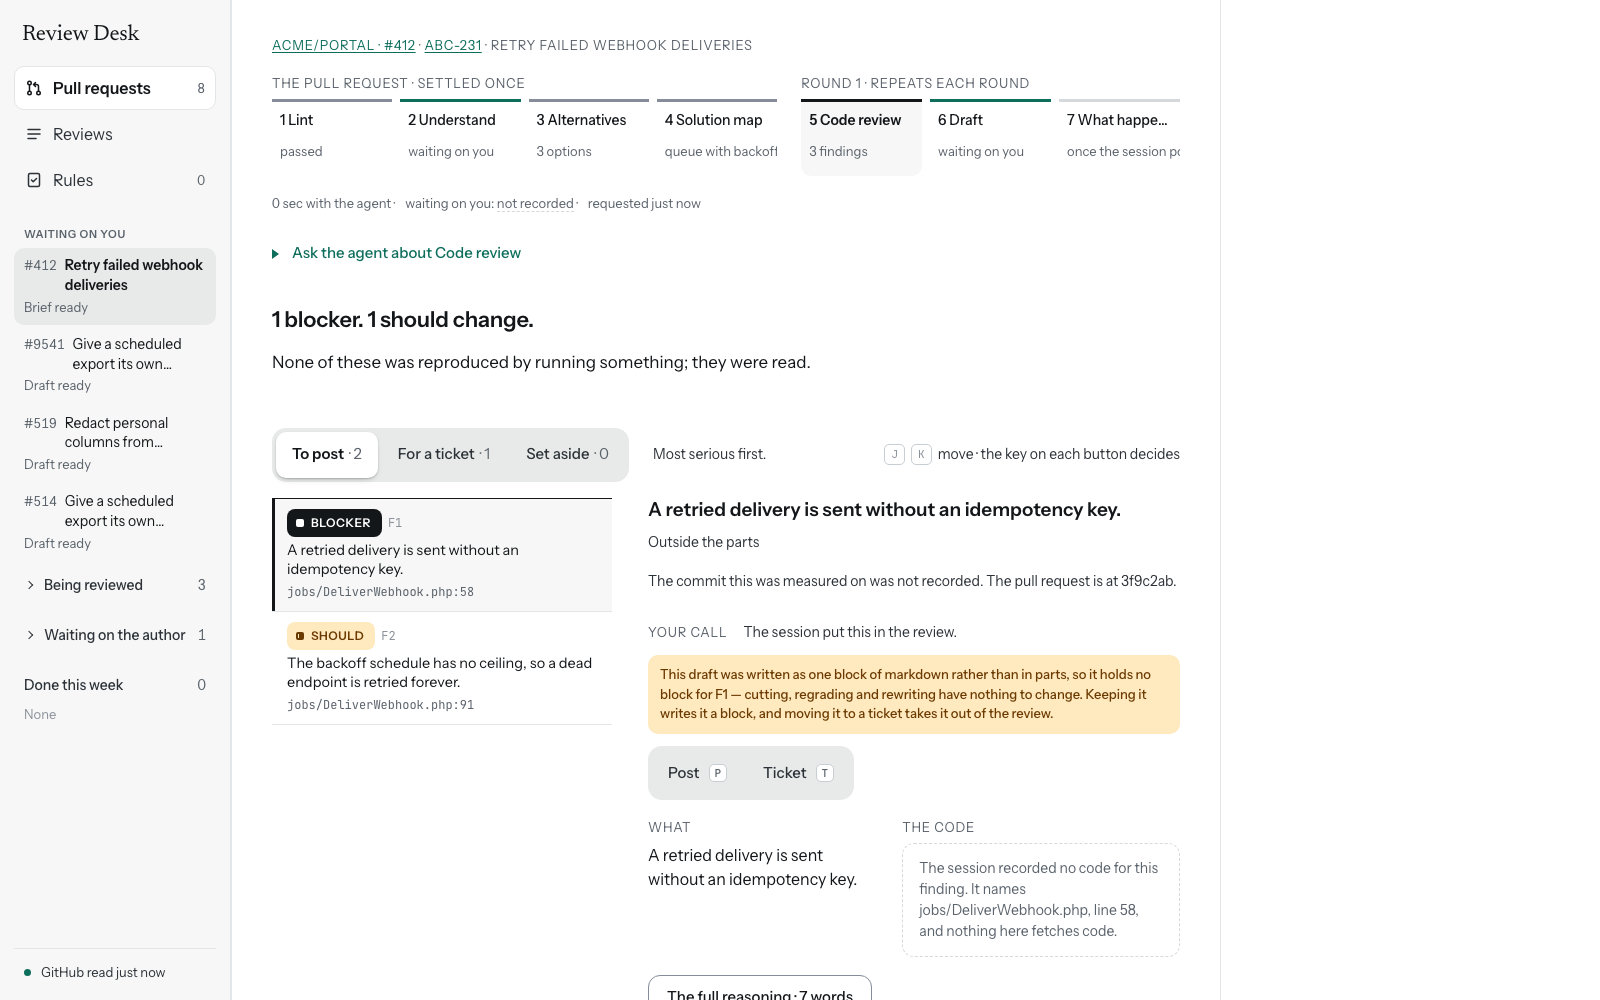 Review Desk
Pull requests 8
Reviews
Rules 0
WAITING ON YOU
#412 Retry failed webhook
deliveries
Brief ready
#9541 Give a scheduled
export its own...
Draft ready
#519 Redact personal
columns from...
Draft ready
#514 Give a scheduled
export its own...
Draft ready
Being reviewed 3
Waiting on the author 1
Done this week 0
None
GitHub read just now
ACME/PORTAL · #412 · ABC-231 · RETRY FAILED WEBHOOK DELIVERIES
THE PULL REQUEST · SETTLED ONCE
1 Lint
passed
2 Understand
waiting on you
3 Alternatives
3 options
4 Solution map
queue with backoff
ROUND 1 · REPEATS EACH ROUND
5 Code review
3 findings
6 Draft
waiting on you
7 What happe...
once the session po
0 sec with the agent · waiting on you: not recorded · requested just now
Ask the agent about Code review
1 blocker. 1 should change.
None of these was reproduced by running something; they were read.
To post · 2 For a ticket · 1 Set aside · 0
Most serious first.
J K move · the key on each button decides
BLOCKER F1
A retried delivery is sent without an
idempotency key.
jobs/DeliverWebhook.php:58
SHOULD F2
The backoff schedule has no ceiling, so a dead
endpoint is retried forever.
jobs/DeliverWebhook.php:91
A retried delivery is sent without an idempotency key.
Outside the parts
The commit this was measured on was not recorded. The pull request is at 3f9c2ab.
YOUR CALL The session put this in the review.
This draft was written as one block of markdown rather than in parts, so it holds no
block for F1 — cutting, regrading and rewriting have nothing to change. Keeping it
writes it a block, and moving it to a ticket takes it out of the review.
Post P Ticket T
WHAT
A retried delivery is sent
without an idempotency key.
THE CODE
The session recorded no code for this
finding. It names
jobs/DeliverWebhook.php, line 58,
and nothing here fetches code.
The full reasoning · 7 words